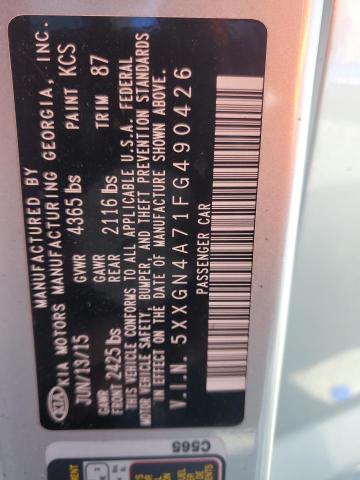 KIA
MANUFACTURED BY
KIA MOTORS MANUFACTURING GEORGIA, INC.
JUN/13/15 GVWR 4365 lbs PAINT KCS
GAWR FRONT 2425 lbs GAWR REAR 2116 lbs TRIM 87
THIS VEHICLE CONFORMS TO ALL APPLICABLE U.S.A. FEDERAL
MOTOR VEHICLE SAFETY, BUMPER, AND THEFT PREVENTION STANDARDS
IN EFFECT ON THE DATE OF MANUFACTURE SHOWN ABOVE.
V.I.N. 5XXGN4A71FG490426
PASSENGER CAR
C565